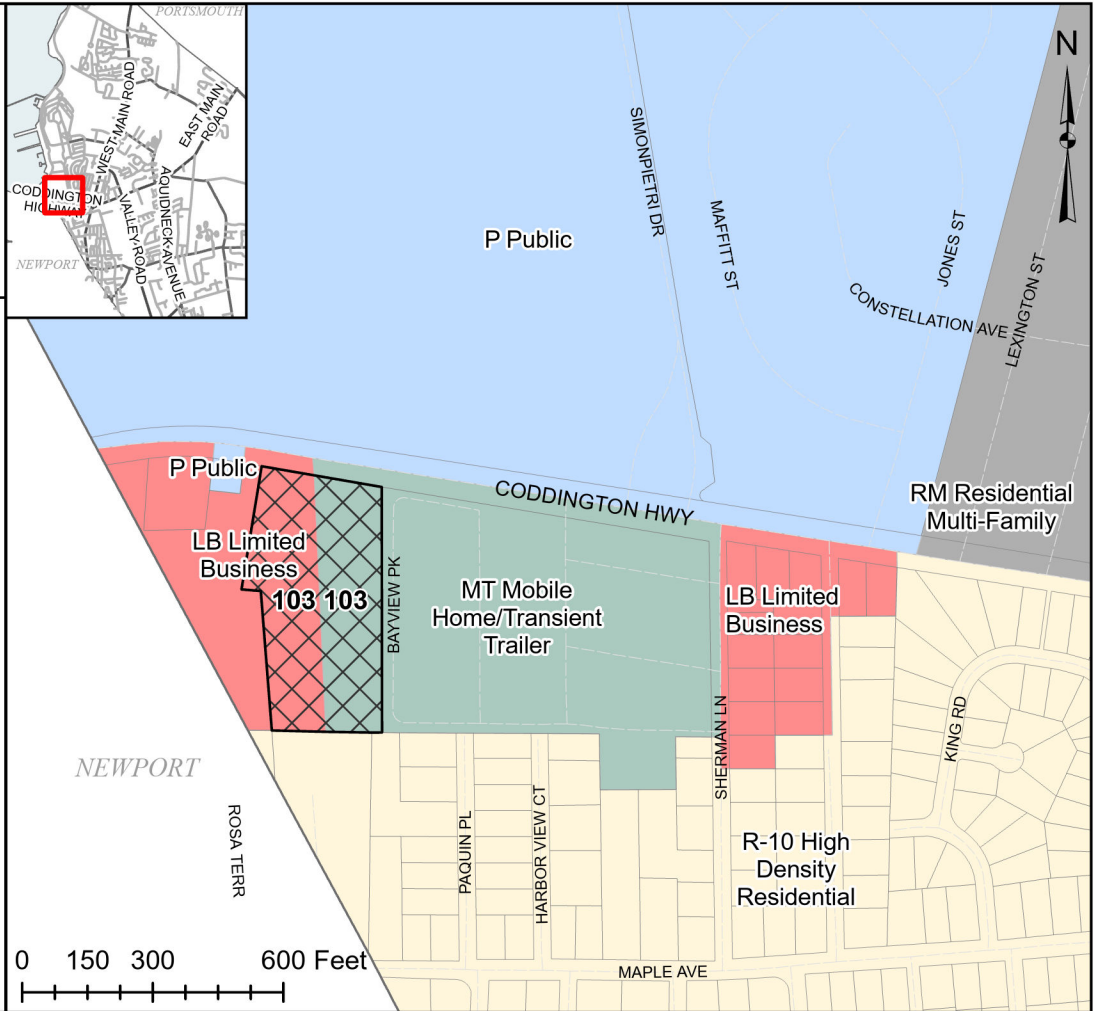 PORTSMOUTH
WEST MAIN ROAD
EAST MAIN
ROAD
CODDINGTON
HIGHWAY
VALLEY ROAD
AQUIDNECK AVENUE
NEWPORT
N
SIMONPIETRI DR
MAFFITT ST
JONES ST
P Public
CONSTELLATION AVE
LEXINGTON ST
P Public
CODDINGTON HWY
RM Residential
Multi-Family
LB Limited
Business
103 103
BAYVIEW PK
MT Mobile
Home/Transient
Trailer
LB Limited
Business
SHERMAN LN
KING RD
NEWPORT
ROSA TERR
PAQUIN PL
HARBOR VIEW CT
R-10 High
Density
Residential
MAPLE AVE
0 150 300 600 Feet